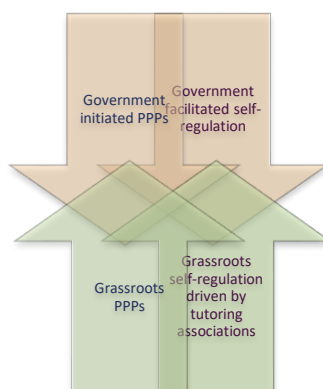 Government
initiated PPPs
Government
facilitated self-
regulation
Grassroots
PPPs
Grassroots
self-regulation
driven by
tutoring
associations